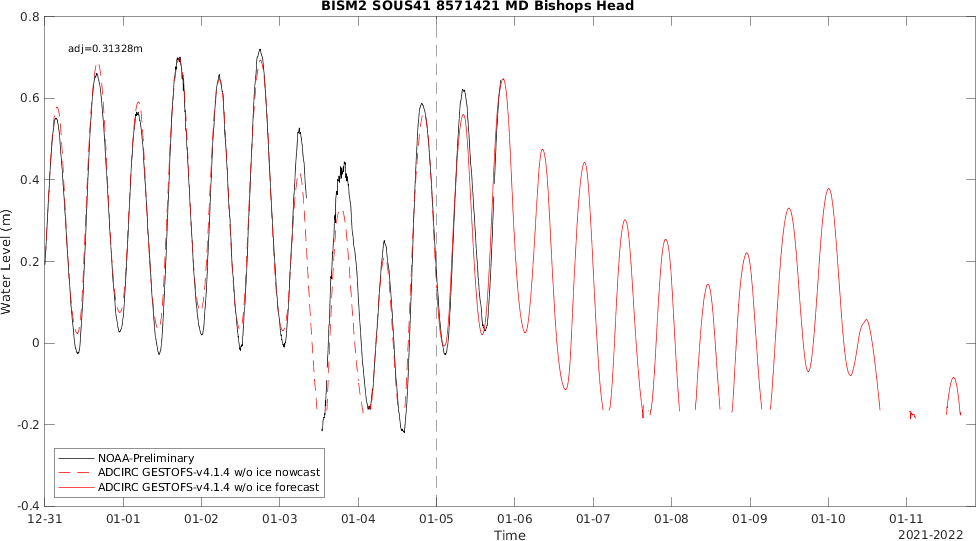 BISM2 SOUS41 8571421 MD Bishops Head
adj=0.31328m
Water Level (m)
0.8
0.6
0.4
0.2
0
-0.2
-0.4
NOAA-Preliminary
ADCIRC GESTOFS-v4.1.4 w/o ice nowcast
ADCIRC GESTOFS-v4.1.4 w/o ice forecast
12-31 01-01 01-02 01-03 01-04 01-05 01-06 01-07 01-08 01-09 01-10 01-11
Time
2021-2022